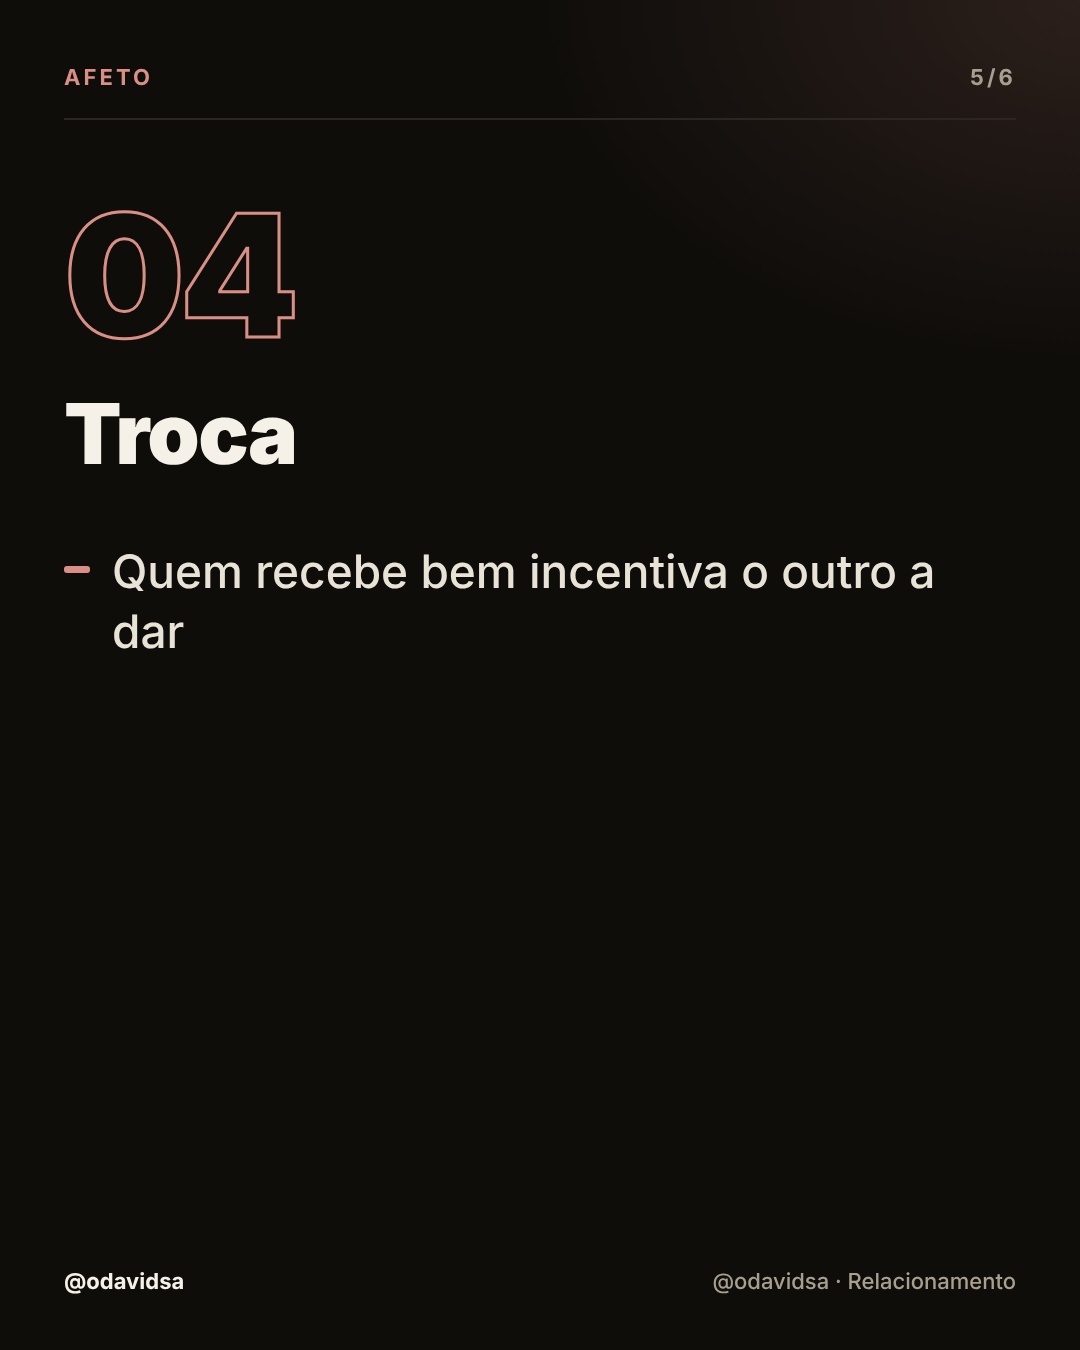 AFETO
5/6
04
Troca
Quem recebe bem incentiva o outro a
dar
@odavidsa
@odavidsa · Relacionamento